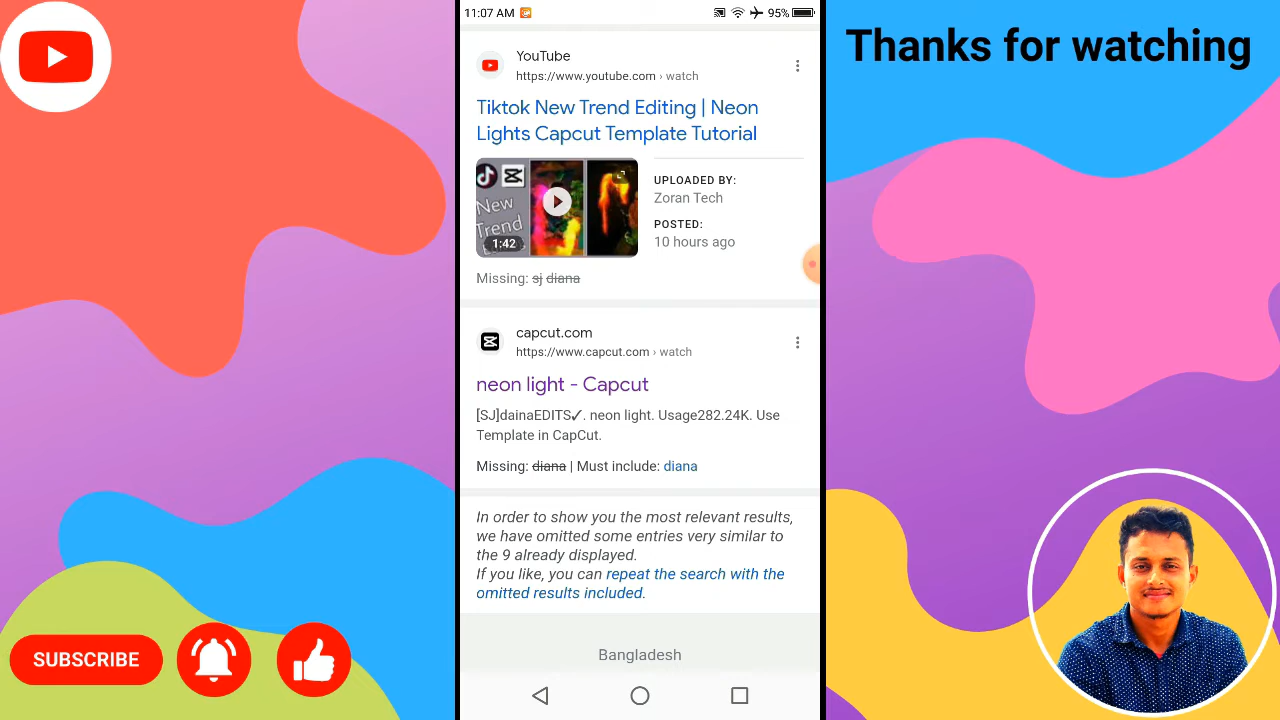 Thanks for watching
11:07 AM
95%
YouTube
https://www.youtube.com › watch
Tiktok New Trend Editing | Neon
Lights Capcut Template Tutorial
New
Trend
1:42
UPLOADED BY:
Zoran Tech
POSTED:
10 hours ago
Missing: sj diana
capcut.com
https://www.capcut.com › watch
neon light - Capcut
[SJ]dainaEDITS✓. neon light. Usage282.24K. Use
Template in CapCut.
Missing: diana | Must include: diana
In order to show you the most relevant results,
we have omitted some entries very similar to
the 9 already displayed.
If you like, you can repeat the search with the
omitted results included.
Bangladesh
SUBSCRIBE